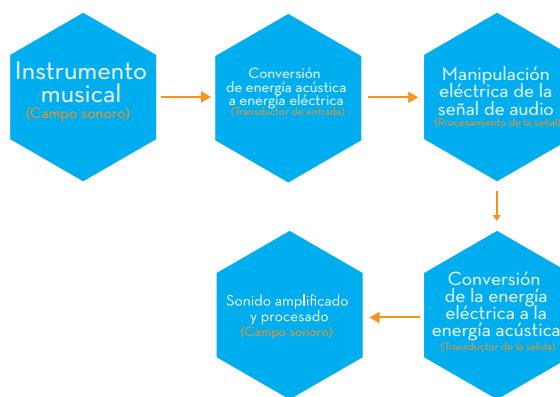 Instrumento
musical
(Campo sonoro)
Conversión
de energía acústica
a energía eléctrica
(Transductor de entrada)
Manipulación
eléctrica de la
señal de audio
(Procesamiento de la señal)
Conversión
de la energía
eléctrica a la
energía acústica
(Transductor de la salida)
Sonido amplificado
y procesado
(Campo sonoro)